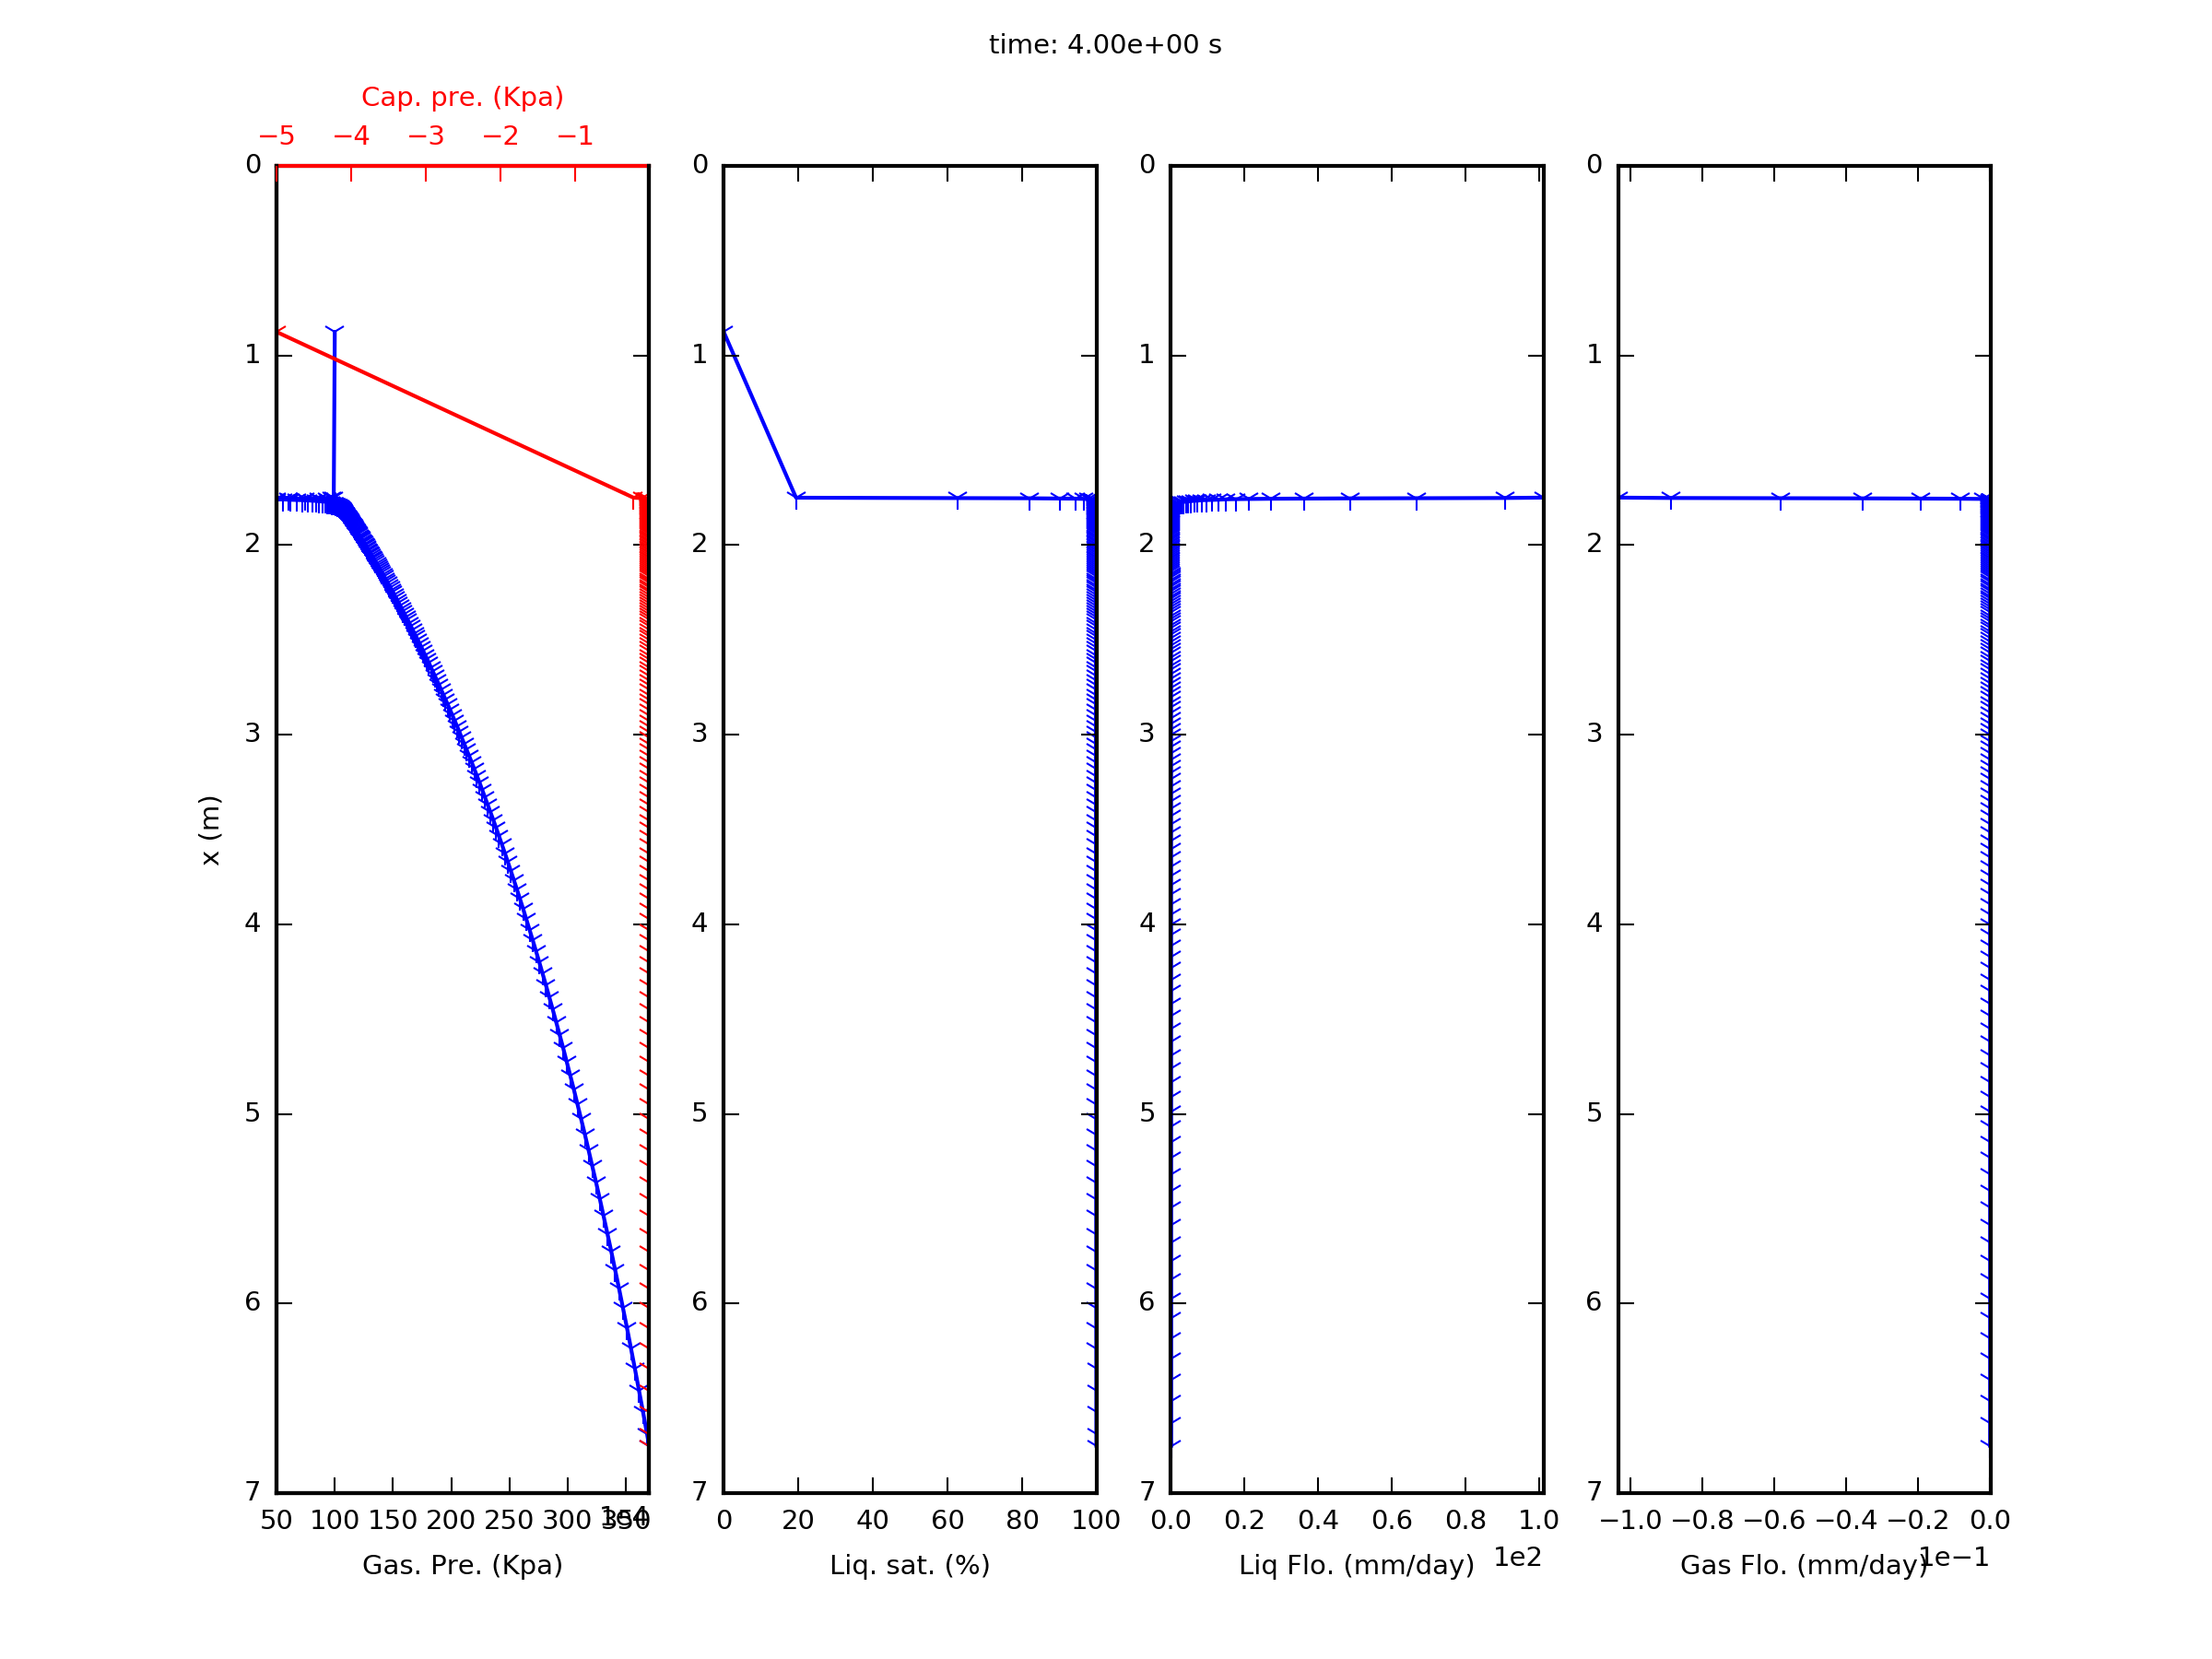 time: 4.00e+00 s
Cap. pre. (Kpa)
−5 −4 −3 −2 −1
0 0 0 0
1 1 1 1
2 2 2 2
3 3 3 3
x (m)
4 4 4 4
5 5 5 5
6 6 6 6
7 7 7 7
1e4
50 100 150 200 250 300 350 0 20 40 60 80 100 0.0 0.2 0.4 0.6 0.8 1.0 −1.0 −0.8 −0.6 −0.4 −0.2 0.0
1e2 1e−1
Gas. Pre. (Kpa) Liq. sat. (%) Liq Flo. (mm/day) Gas Flo. (mm/day)